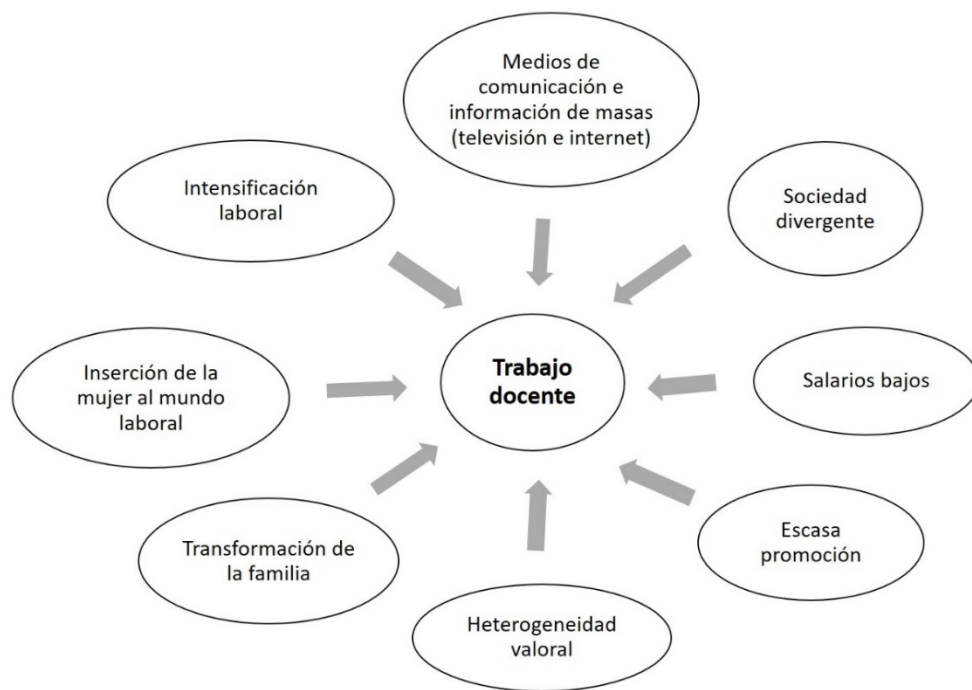 Medios de
comunicación e
información de masas
(televisión e internet)
Intensificación
laboral
Sociedad
divergente
Inserción de la
mujer al mundo
laboral
Trabajo
docente
Salarios bajos
Transformación de
la familia
Escasa
promoción
Heterogeneidad
valoral